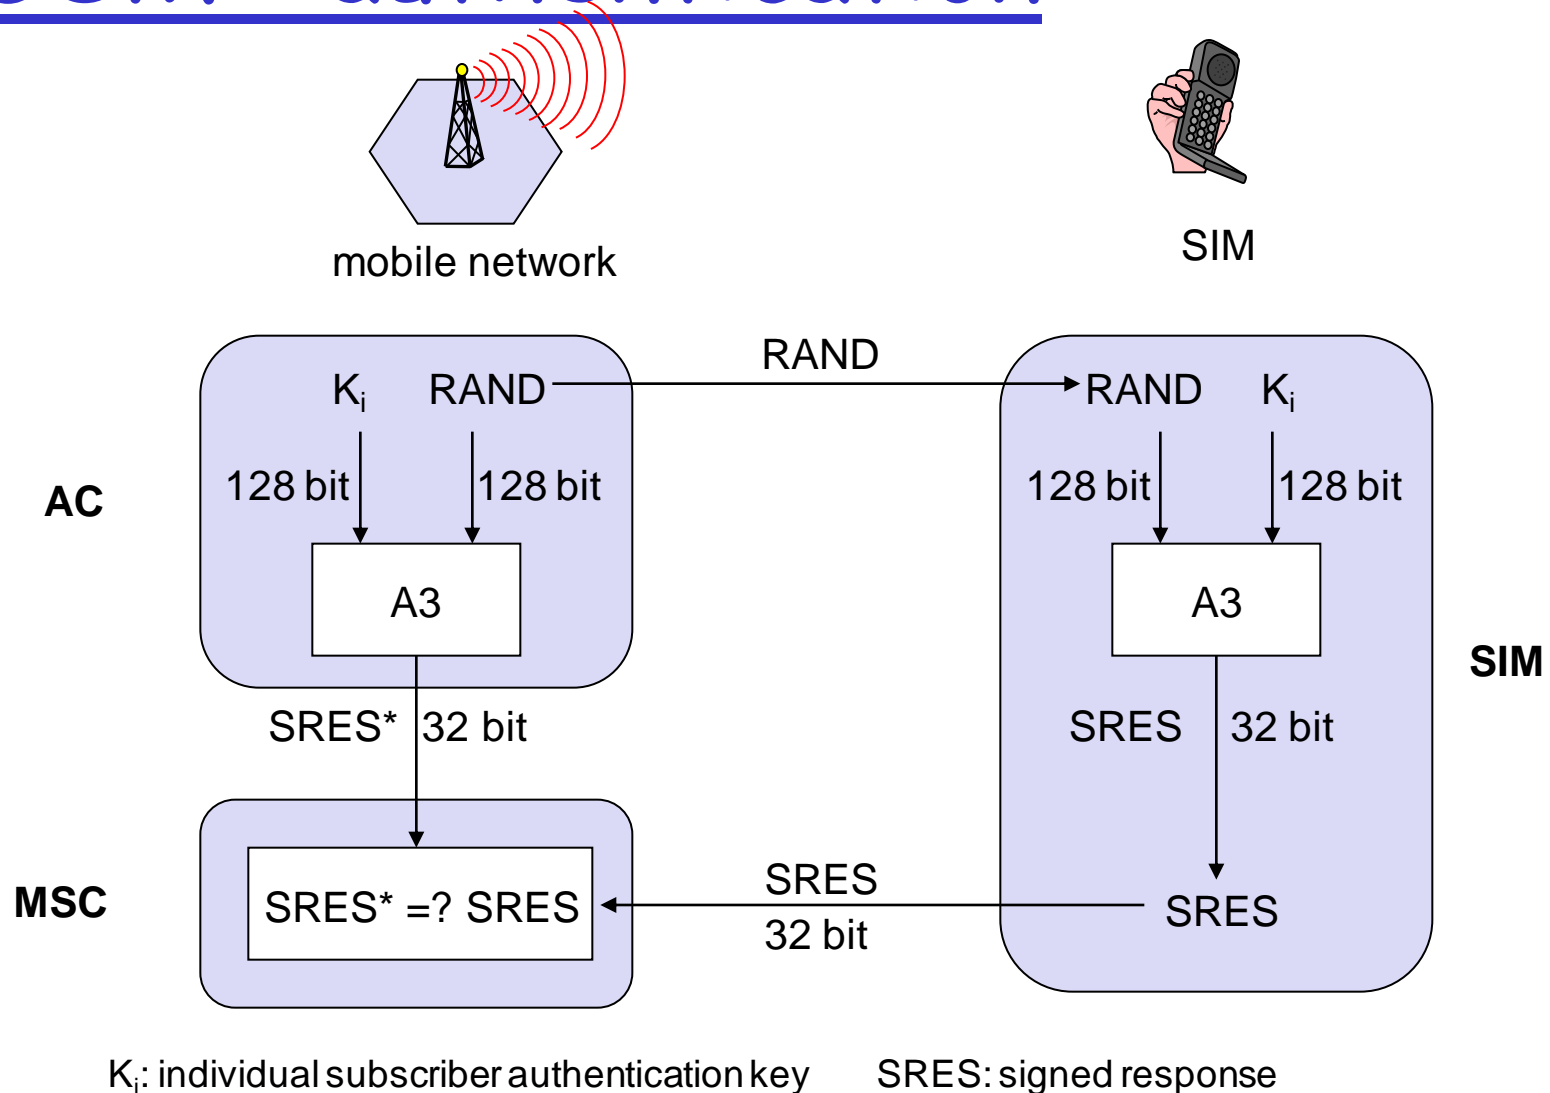 authentication
mobile network
SIM
RAND
Ki RAND
RAND Ki
128 bit 128 bit
128 bit 128 bit
AC
A3
A3
SIM
SRES* 32 bit
SRES 32 bit
MSC
SRES* =? SRES
SRES
32 bit
SRES
Ki: individual subscriber authentication key SRES: signed response